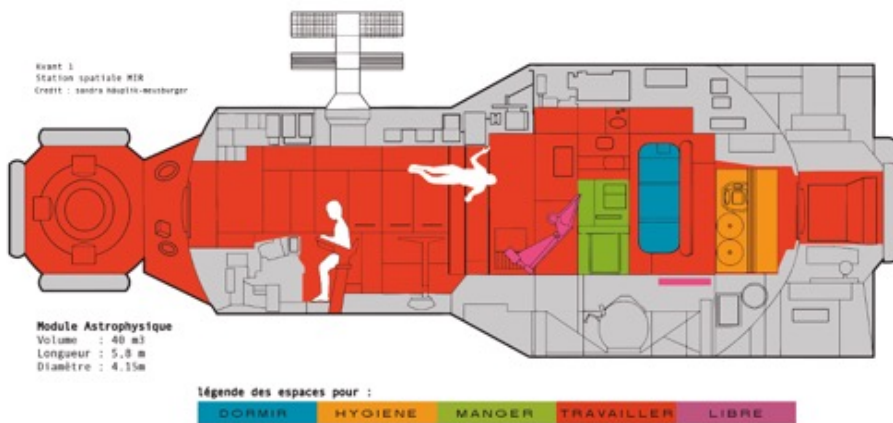 Kvant 1
Station spatiale MIR
Credit : sandra häuplik-meusburger
Module Astrophysique
Volume : 40 m3
Longueur : 5.8 m
Diamètre : 4.15m
légende des espaces pour :
DORMIR HYGIENE MANGER TRAVAILLER LIBRE